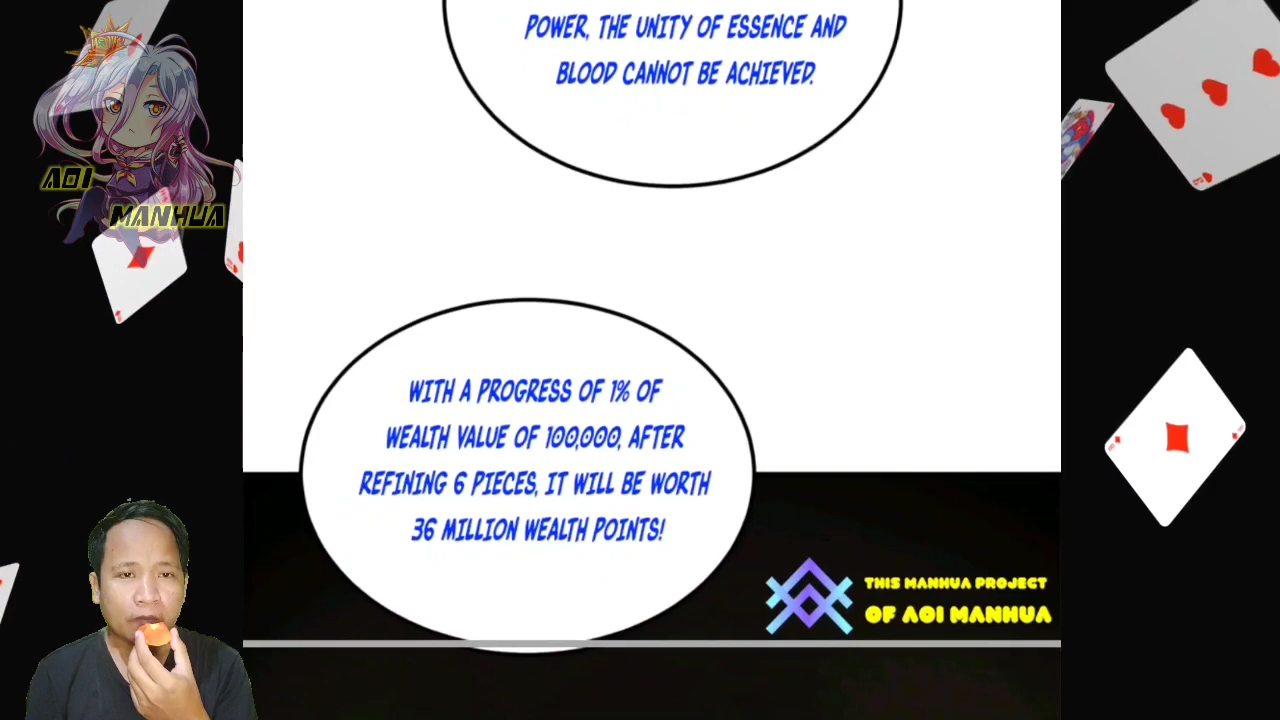 POWER, THE UNITY OF ESSENCE AND
BLOOD CANNOT BE ACHIEVED.
AOI
MANHUA
WITH A PROGRESS OF 1% OF
WEALTH VALUE OF 100,000, AFTER
REFINING 6 PIECES, IT WILL BE WORTH
36 MILLION WEALTH POINTS!
THIS MANHUA PROJECT
OF AOI MANHUA